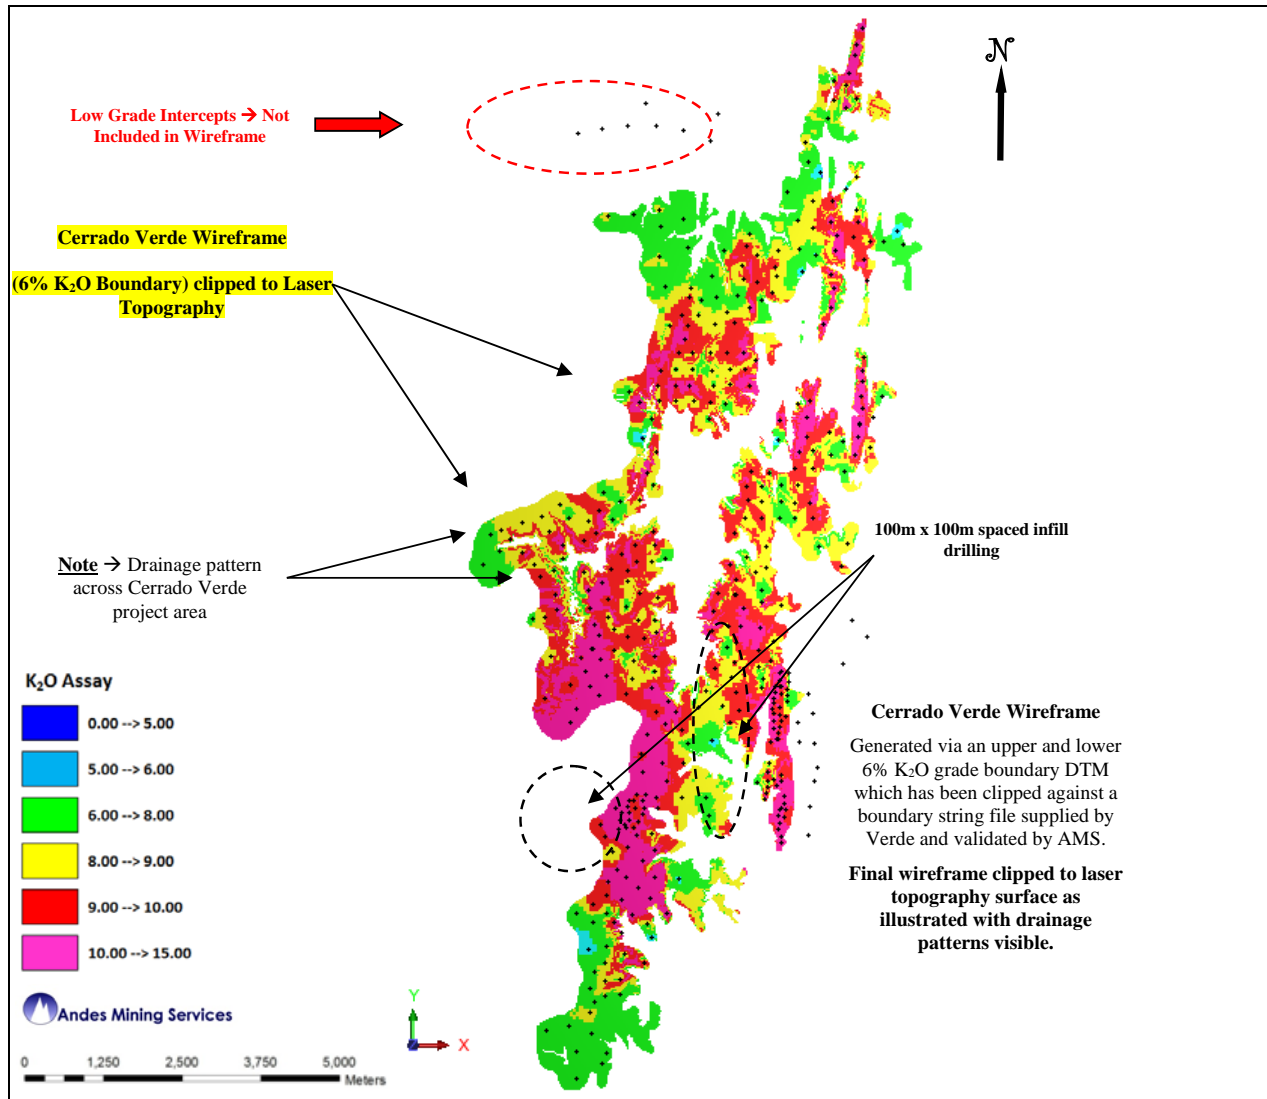 N
Low Grade Intercepts → Not
Included in Wireframe
Cerrado Verde Wireframe
(6% K₂O Boundary) clipped to Laser
Topography
100m x 100m spaced infill
drilling
Note → Drainage pattern
across Cerrado Verde
project area
K₂O Assay
0.00 --> 5.00
5.00 --> 6.00
6.00 --> 8.00
8.00 --> 9.00
9.00 --> 10.00
10.00 --> 15.00
Cerrado Verde Wireframe
Generated via an upper and lower
6% K₂O grade boundary DTM
which has been clipped against a
boundary string file supplied by
Verde and validated by AMS.
Final wireframe clipped to laser
topography surface as
illustrated with drainage
patterns visible.
Andes Mining Services
Y
X
0 1,250 2,500 3,750 5,000
Meters